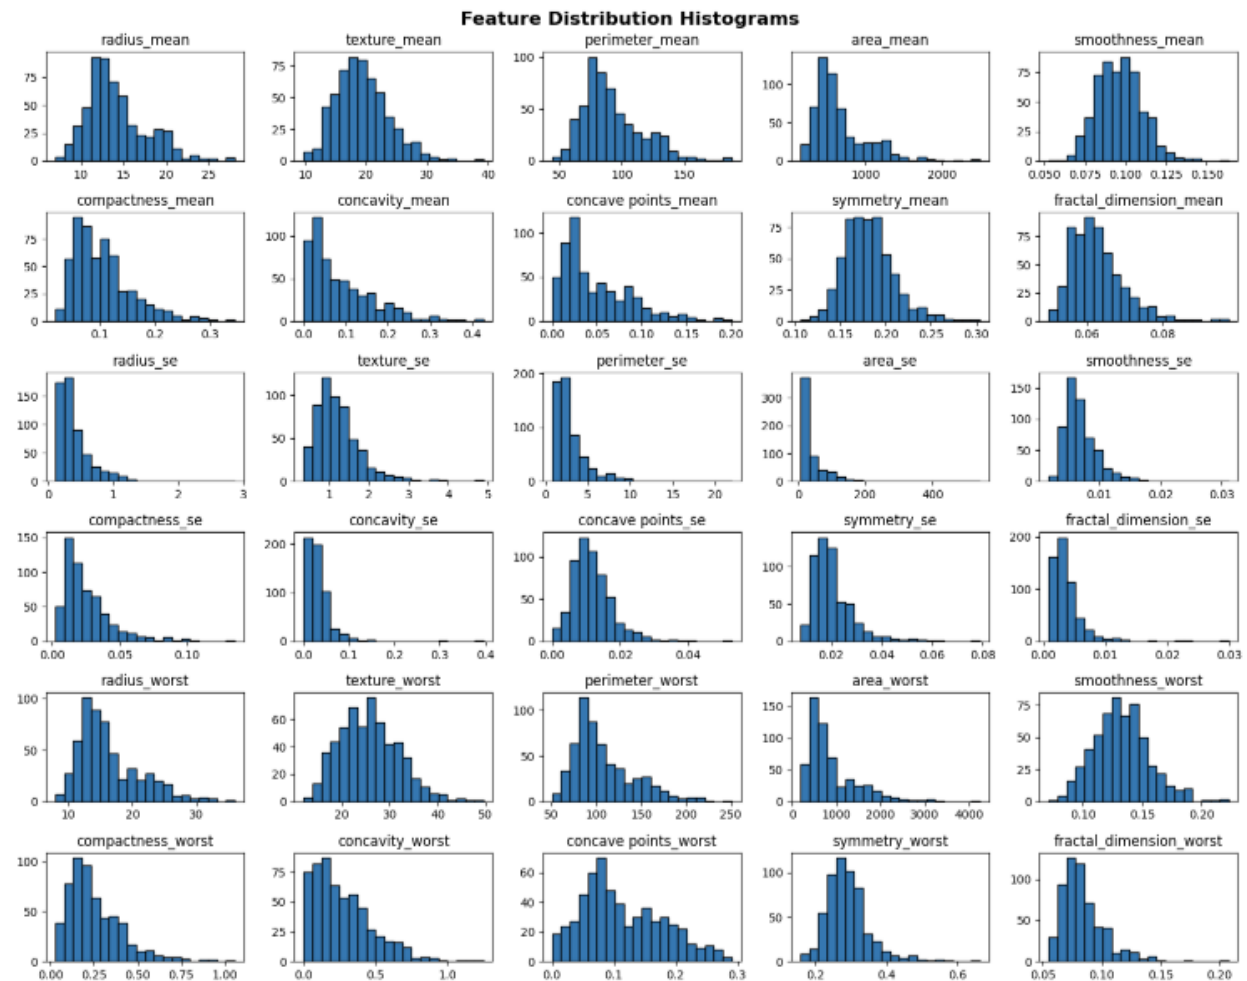 Feature Distribution Histograms
radius_mean texture_mean perimeter_mean area_mean smoothness_mean
75 50 25 0 10 15 20 25
75 50 25 0 10 20 30 40
100 50 0 50 100 150
100 50 0 1000 2000
75 50 25 0 0.050 0.075 0.100 0.125 0.150
compactness_mean concavity_mean concave points_mean symmetry_mean fractal_dimension_mean
75 50 25 0 0.1 0.2 0.3
100 50 0 0.0 0.1 0.2 0.3 0.4
100 50 0 0.00 0.05 0.10 0.15 0.20
75 50 25 0 0.10 0.15 0.20 0.25 0.30
75 50 25 0 0.06 0.08
radius_se texture_se perimeter_se area_se smoothness_se
150 100 50 0 0 1 2 3
100 50 0 1 2 3 4 5
200 100 0 0 5 10 15 20
300 200 100 0 0 200 400
150 100 50 0 0.01 0.02 0.03
compactness_se concavity_se concave points_se symmetry_se fractal_dimension_se
150 100 50 0 0.00 0.05 0.10
200 100 0 0.0 0.1 0.2 0.3 0.4
100 50 0 0.00 0.02 0.04
100 50 0 0.02 0.04 0.06 0.08
200 100 0 0.00 0.01 0.02 0.03
radius_worst texture_worst perimeter_worst area_worst smoothness_worst
100 50 0 10 20 30
60 40 20 0 20 30 40 50
100 50 0 50 100 150 200 250
150 100 50 0 0 1000 2000 3000 4000
75 50 25 0 0.10 0.15 0.20
compactness_worst concavity_worst concave points_worst symmetry_worst fractal_dimension_worst
100 50 0 0.00 0.25 0.50 0.75 1.00
75 50 25 0 0.0 0.5 1.0
60 40 20 0 0.0 0.1 0.2 0.3
100 50 0 0.2 0.4 0.6
100 50 0 0.05 0.10 0.15 0.20